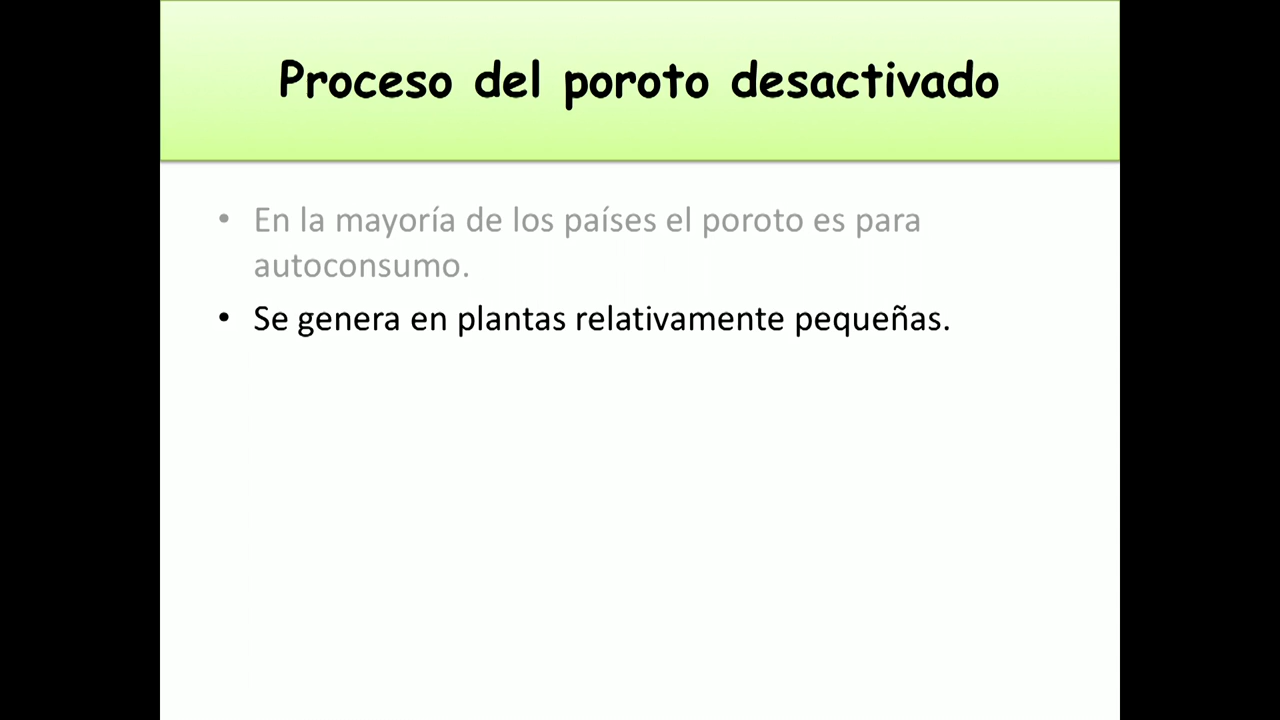 Proceso del poroto desactivado
• En la mayoría de los países el poroto es para
autoconsumo.
• Se genera en plantas relativamente pequeñas.